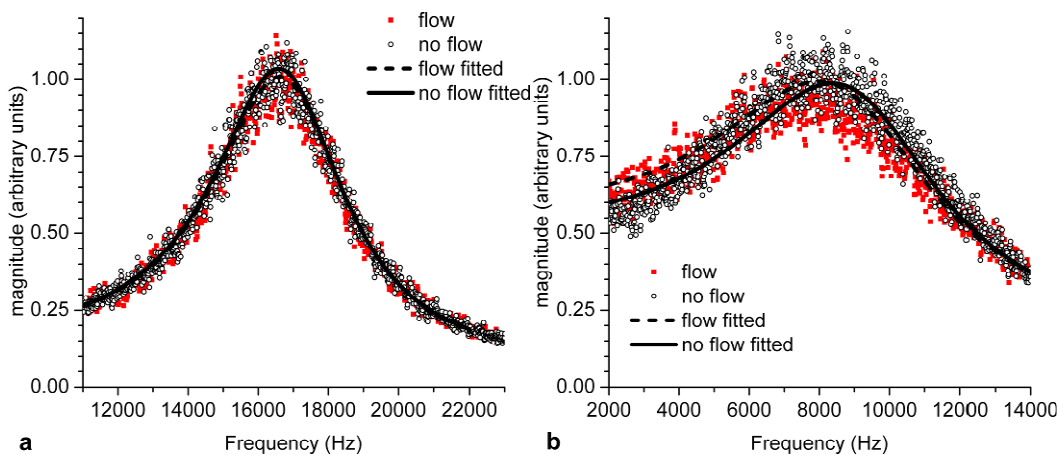 flow
no flow
flow fitted
no flow fitted
1.00
0.75
0.50
0.25
0.00
magnitude (arbitrary units)
12000 14000 16000 18000 20000 22000
Frequency (Hz)
a
1.00
0.75
0.50
0.25
0.00
magnitude (arbitrary units)
flow
no flow
flow fitted
no flow fitted
2000 4000 6000 8000 10000 12000 14000
Frequency (Hz)
b